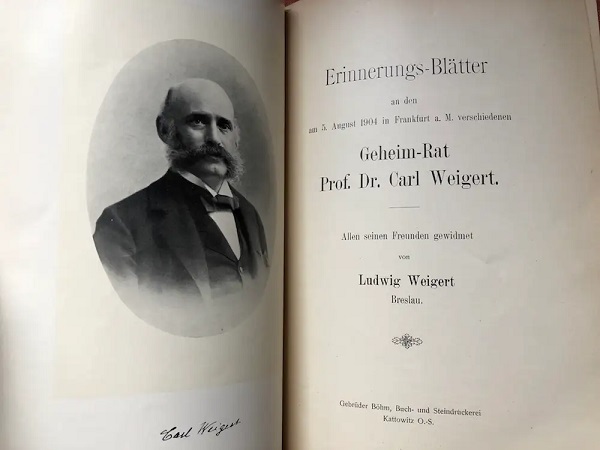 Carl Weigert
Erinnerungs-Blätter
an den
am 5. August 1904 in Frankfurt a. M. verschiedenen
Geheim-Rat
Prof. Dr. Carl Weigert.
Allen seinen Freunden gewidmet
von
Ludwig Weigert
Breslau.
Gebrüder Böhm, Buch- und Steindruckerei
Kattowitz O.-S.